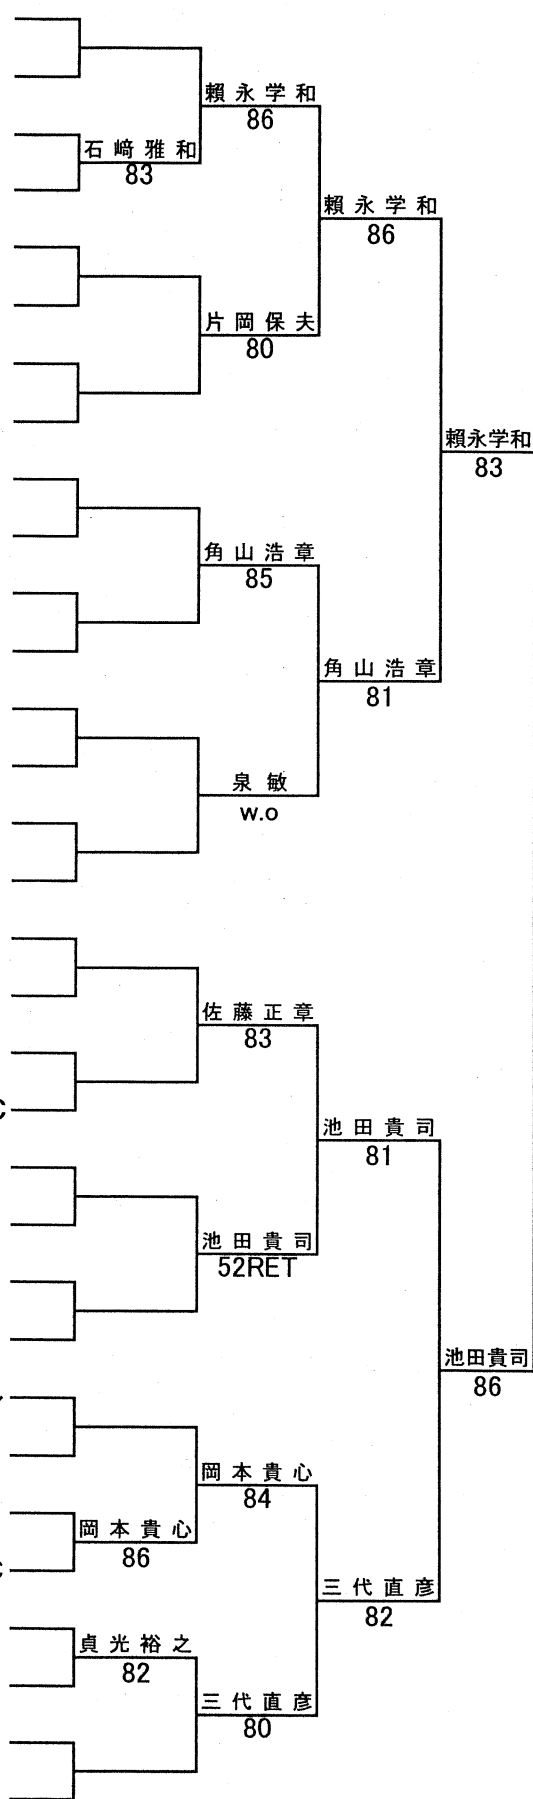 賴永学和
86
石﨑雅和
83
賴永学和
86
片岡保夫
80
賴永学和
83
角山浩章
85
角山浩章
81
泉敏
w.o
佐藤正章
83
池田貴司
81
池田貴司
52RET
池田貴司
86
岡本貴心
84
岡本貴心
86
三代直彦
82
貞光裕之
82
三代直彦
80